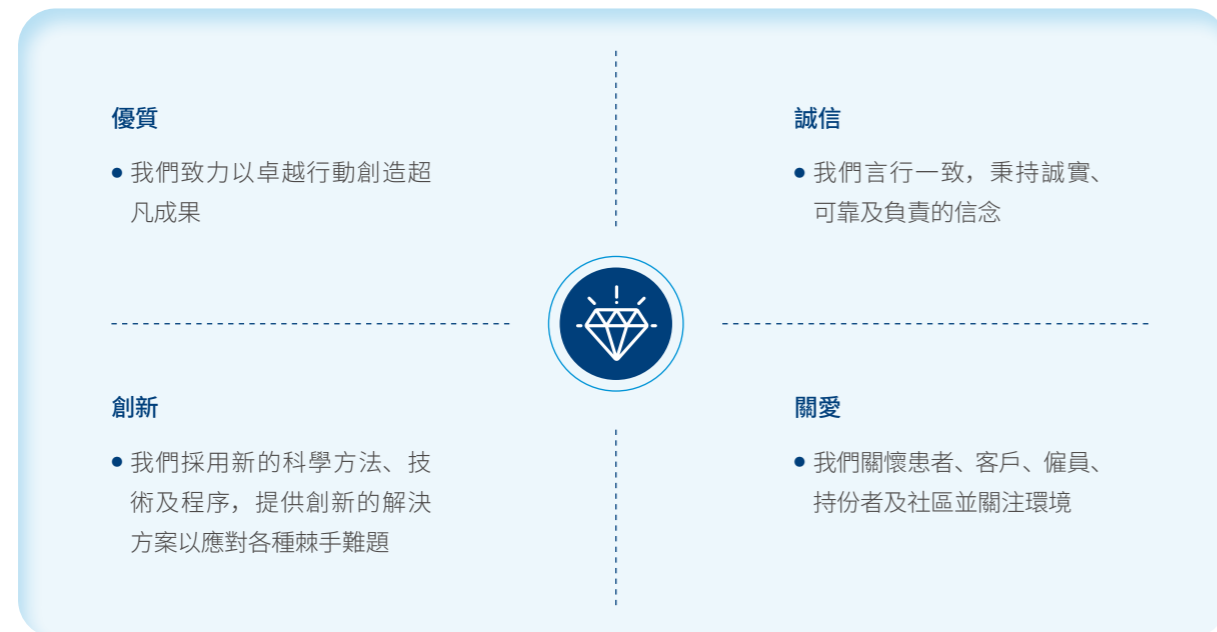 優質
● 我們致力以卓越行動創造超
凡成果
誠信
● 我們言行一致，秉持誠實、
可靠及負責的信念
創新
● 我們採用新的科學方法、技
術及程序，提供創新的解決
方案以應對各種棘手難題
關愛
● 我們關懷患者、客戶、僱員、
持份者及社區並關注環境